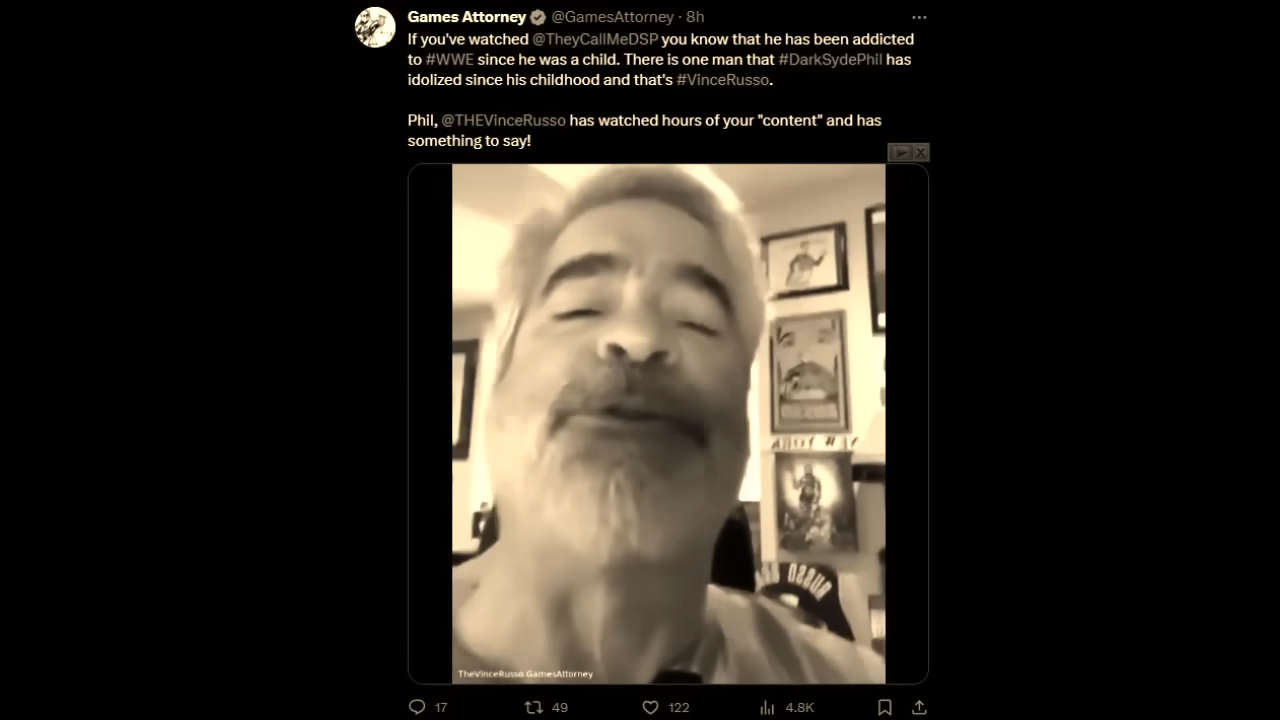 Games Attorney @GamesAttorney · 8h
If you've watched @TheyCallMeDSP you know that he has been addicted
to #WWE since he was a child. There is one man that #DarkSydePhil has
idolized since his childhood and that's #VinceRusso.
Phil, @THEVinceRusso has watched hours of your "content" and has
something to say!
TheVinceRusso GamesAttorney
17 49 122 4.8K